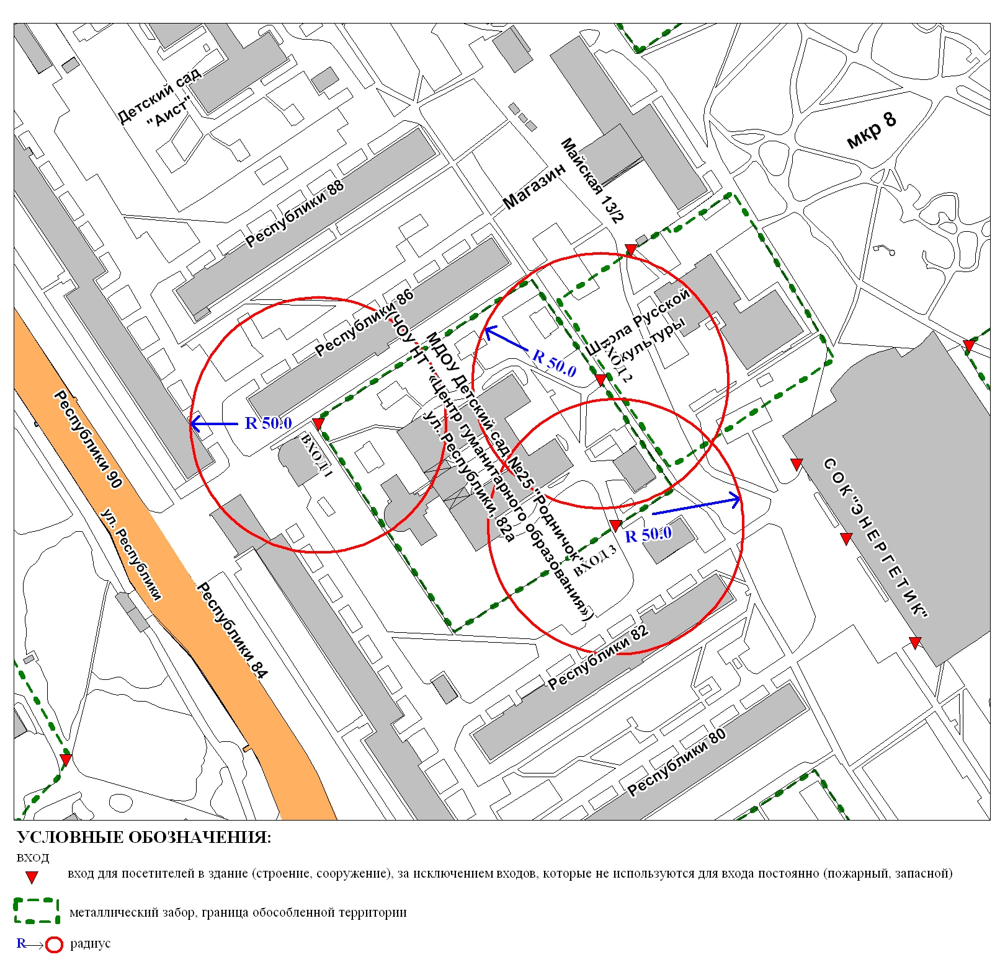 Детский сад
"Аист"
мкр 8
Майская 13/2
Магазин
Республики 88
Республики 86
Школа Русской
культуры
ВХОД 2
R 50.0
МДОУ Детский сад №25 "Родничок"
(ЧОУ НТ "«Центр гуманитарного образования»)
ул. Республики, 82а
R 50.0
ВХОД 1
Республики 90
ул. Республики
Республики 84
СОК "ЭНЕРГЕТИК"
R 50.0
ВХОД 3
Республики 82
Республики 80
УСЛОВНЫЕ ОБОЗНАЧЕНИЯ:
ВХОД
вход для посетителей в здание (строение, сооружение), за исключением входов, которые не используются для входа постоянно (пожарный, запасной)
металлический забор, граница обособленной территории
R
радиус